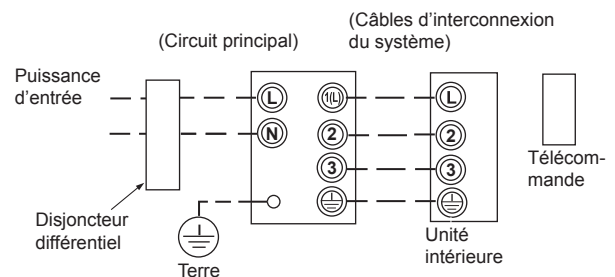 (Câbles d'interconnexion
du système)
(Circuit principal)
Puissance
d'entrée
L
1(L)
L
N
2
2
3
3
Télécom-
mande
Disjoncteur
différentiel
Terre
Unité
intérieure